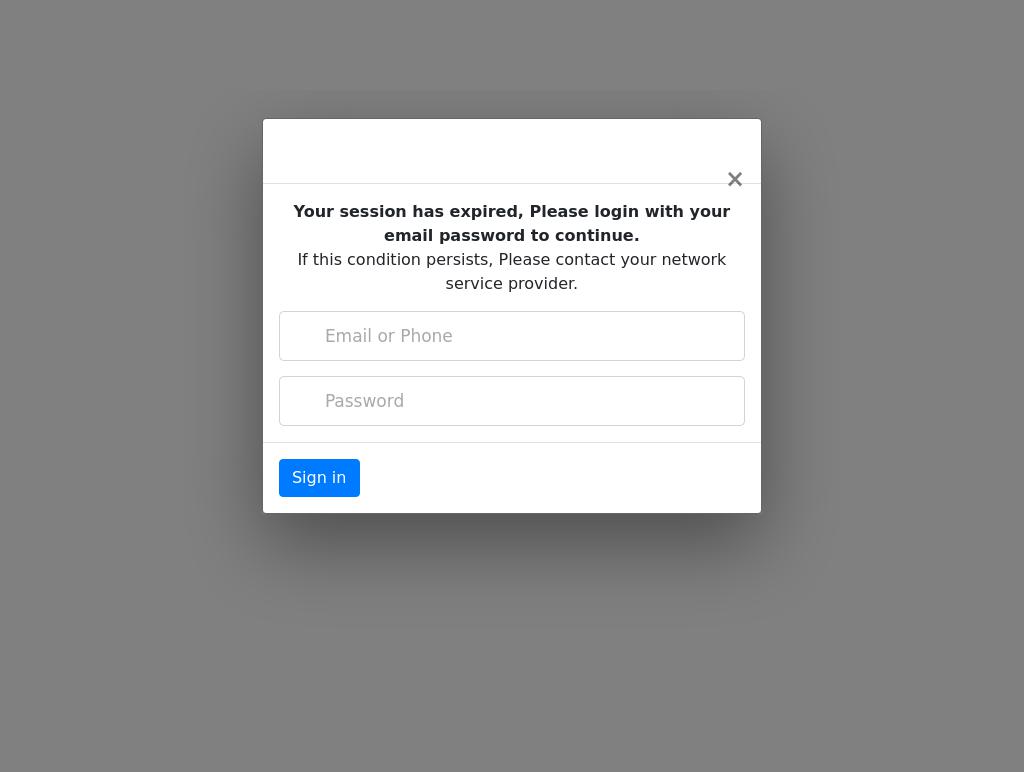 ×
Your session has expired, Please login with your
email password to continue.
If this condition persists, Please contact your network
service provider.
Email or Phone
Password
Sign in